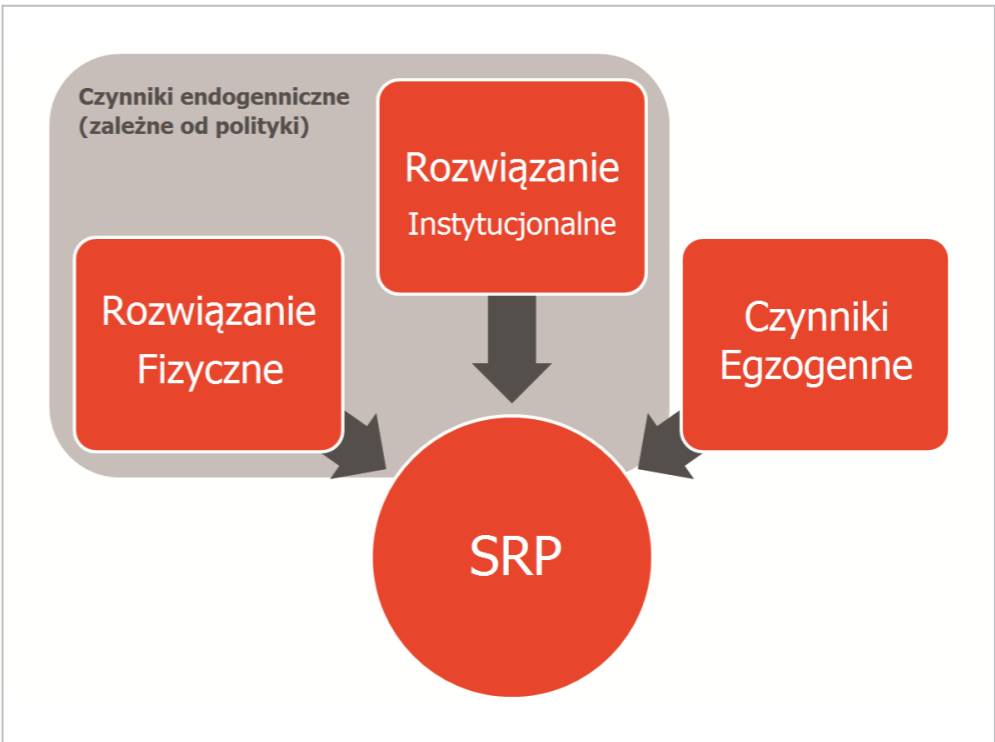 Czynniki endogenniczne
(zależne od polityki)
Rozwiązanie
Instytucjonalne
Rozwiązanie
Fizyczne
Czynniki
Egzogenne
SRP